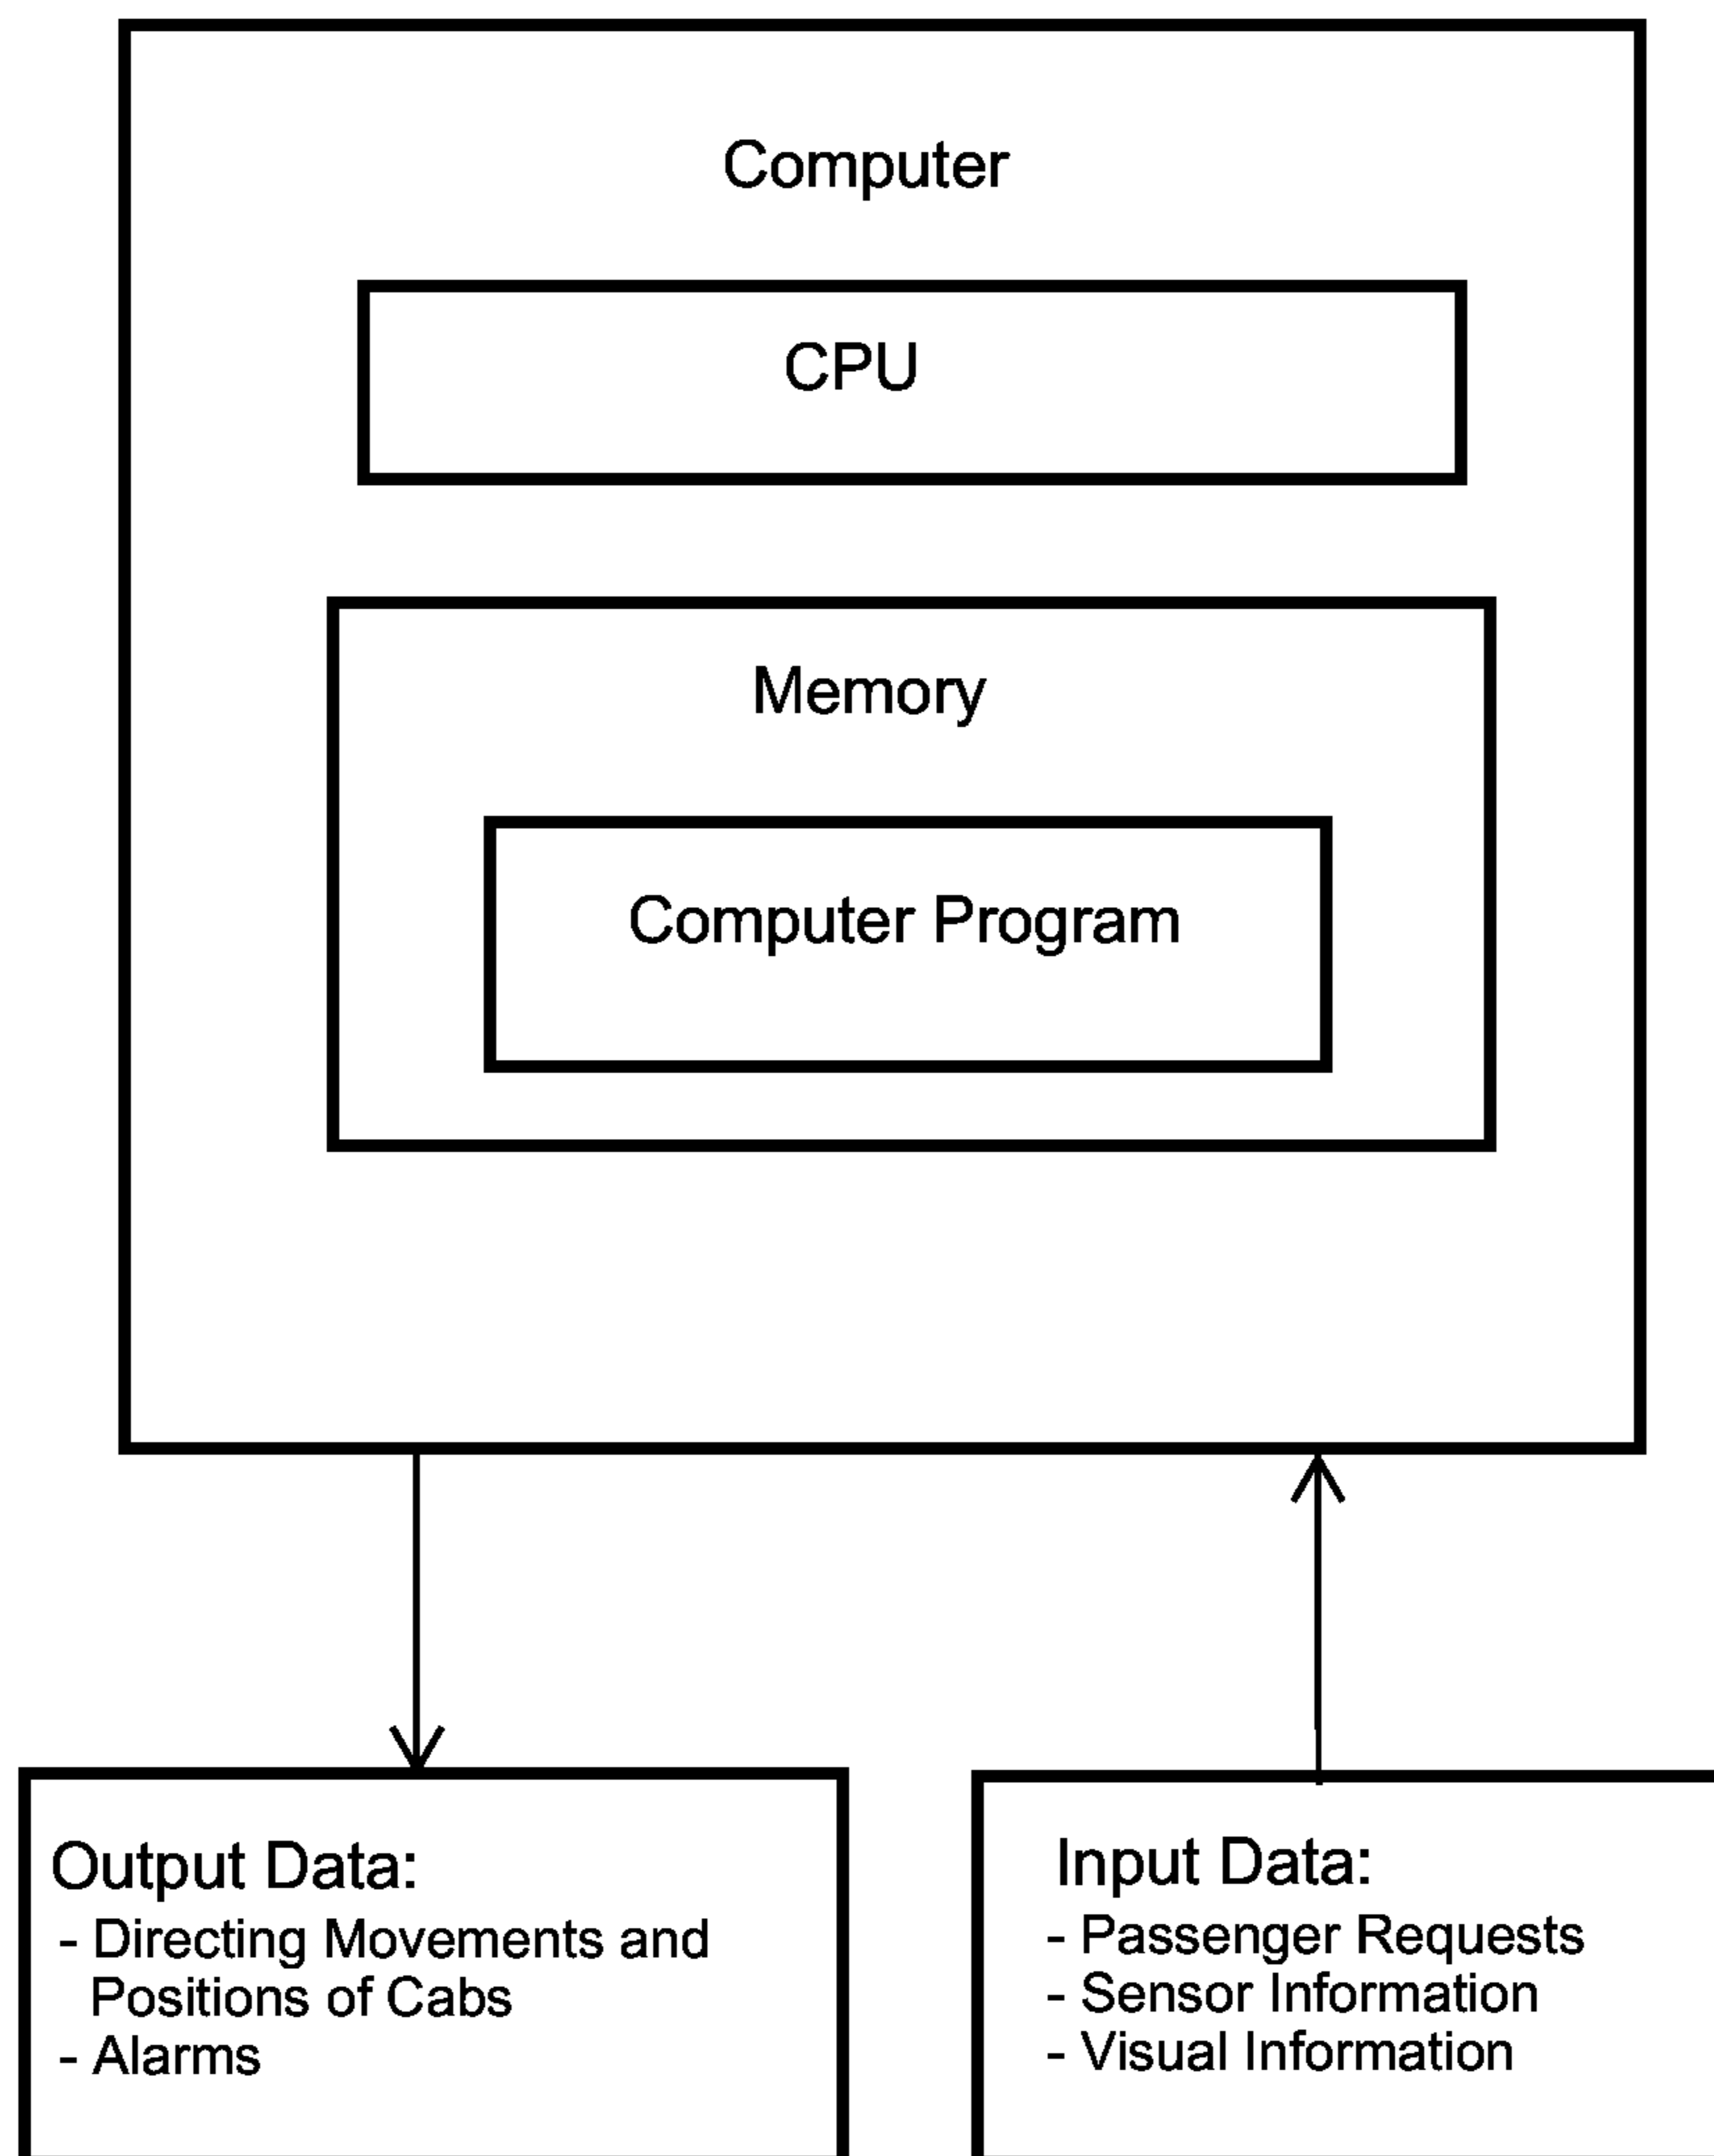 Computer
CPU
Memory
Computer Program
Output Data:
- Directing Movements and
Positions of Cabs
- Alarms
Input Data:
- Passenger Requests
- Sensor Information
- Visual Information